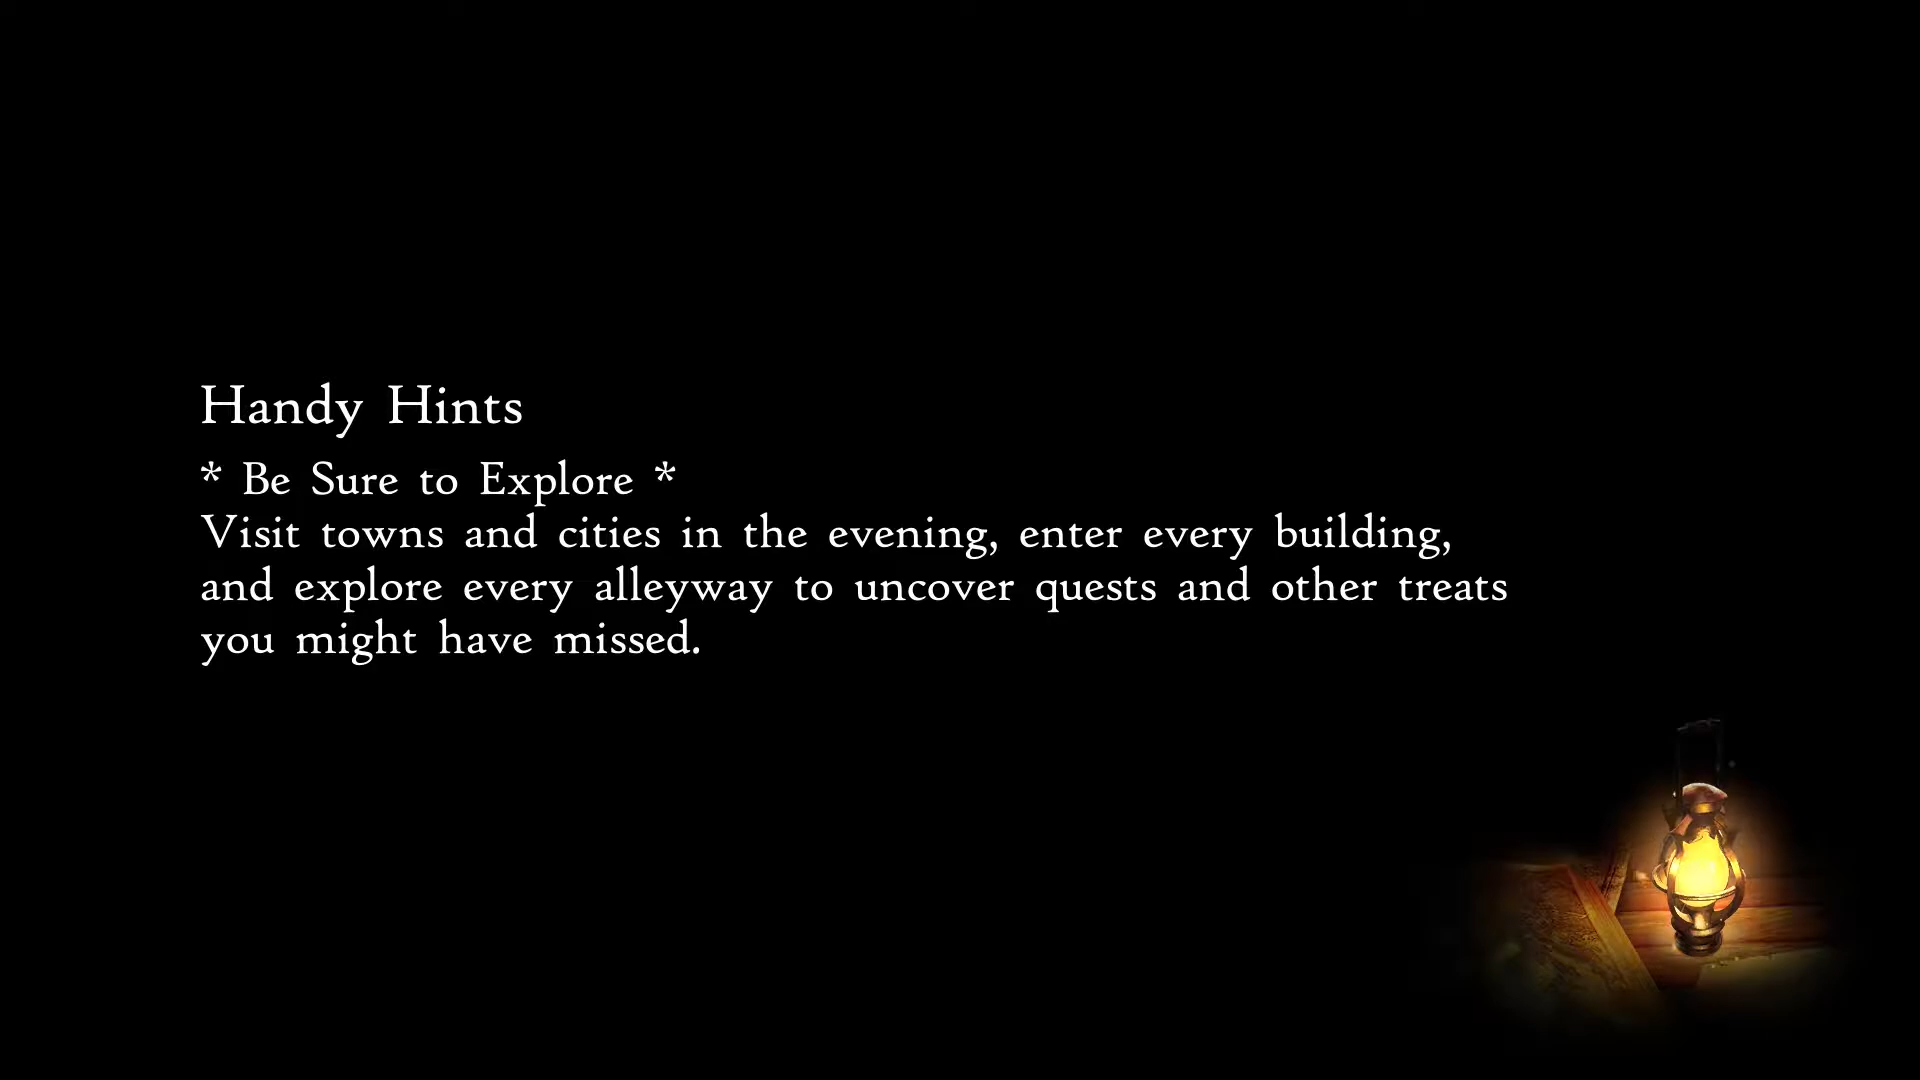 Handy Hints
* Be Sure to Explore *
Visit towns and cities in the evening, enter every building,
and explore every alleyway to uncover quests and other treats
you might have missed.